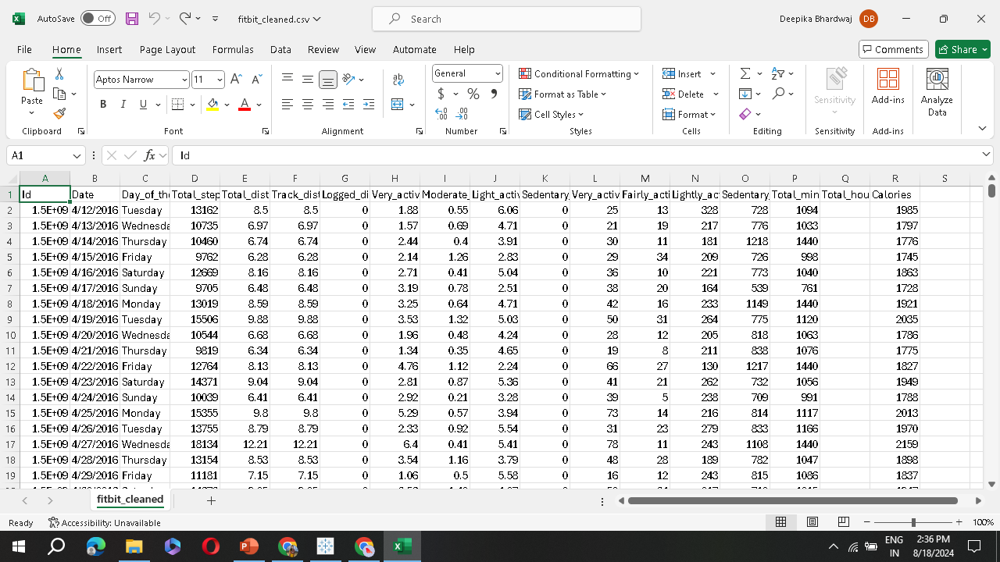 AutoSave Off fitbit_cleaned.csv Search Deepika Bhardwaj DB
File Home Insert Page Layout Formulas Data Review View Automate Help Comments Share
Paste Aptos Narrow 11 General Conditional Formatting Insert Sensitivity Add-ins Analyze Data
B I U A ab $ % Format as Table Delete
Cell Styles Format
Clipboard Font Alignment Number Styles Cells Editing Sensitivity Add-ins
A1 fx Id
A B C D E F G H I J K L M N O P Q R S
1 Id Date Day_of_th Total_step Total_dist Track_dist Logged_di Very_activ Moderate_ Light_activ Sedentary_ Very_activ Fairly_acti Lightly_ac Sedentary_ Total_min Total_hou Calories
2 1.5E+09 4/12/2016 Tuesday 13162 8.5 8.5 0 1.88 0.55 6.06 0 25 13 328 728 1094 1985
3 1.5E+09 4/13/2016 Wednesda 10735 6.97 6.97 0 1.57 0.69 4.71 0 21 19 217 776 1033 1797
4 1.5E+09 4/14/2016 Thursday 10460 6.74 6.74 0 2.44 0.4 3.91 0 30 11 181 1218 1440 1776
5 1.5E+09 4/15/2016 Friday 9762 6.28 6.28 0 2.14 1.26 2.83 0 29 34 209 726 998 1745
6 1.5E+09 4/16/2016 Saturday 12669 8.16 8.16 0 2.71 0.41 5.04 0 36 10 221 773 1040 1863
7 1.5E+09 4/17/2016 Sunday 9705 6.48 6.48 0 3.19 0.78 2.51 0 38 20 164 539 761 1728
8 1.5E+09 4/18/2016 Monday 13019 8.59 8.59 0 3.25 0.64 4.71 0 42 16 233 1149 1440 1921
9 1.5E+09 4/19/2016 Tuesday 15506 9.88 9.88 0 3.53 1.32 5.03 0 50 31 264 775 1120 2035
10 1.5E+09 4/20/2016 Wednesda 10544 6.68 6.68 0 1.96 0.48 4.24 0 28 12 205 818 1063 1786
11 1.5E+09 4/21/2016 Thursday 9819 6.34 6.34 0 1.34 0.35 4.65 0 19 8 211 838 1076 1775
12 1.5E+09 4/22/2016 Friday 12764 8.13 8.13 0 4.76 1.12 2.24 0 66 27 130 1217 1440 1827
13 1.5E+09 4/23/2016 Saturday 14371 9.04 9.04 0 2.81 0.87 5.36 0 41 21 262 732 1056 1949
14 1.5E+09 4/24/2016 Sunday 10039 6.41 6.41 0 2.92 0.21 3.28 0 39 5 238 709 991 1788
15 1.5E+09 4/25/2016 Monday 15355 9.8 9.8 0 5.29 0.57 3.94 0 73 14 216 814 1117 2013
16 1.5E+09 4/26/2016 Tuesday 13755 8.79 8.79 0 2.33 0.92 5.54 0 31 23 279 833 1166 1970
17 1.5E+09 4/27/2016 Wednesda 18134 12.21 12.21 0 6.4 0.41 5.41 0 78 11 243 1108 1440 2159
18 1.5E+09 4/28/2016 Thursday 13154 8.53 8.53 0 3.54 1.16 3.79 0 48 28 189 782 1047 1898
19 1.5E+09 4/29/2016 Friday 11181 7.15 7.15 0 1.06 0.5 5.58 0 16 12 243 815 1086 1837
fitbit_cleaned
Ready Accessibility: Unavailable 100%
ENG IN 2:36 PM 8/18/2024